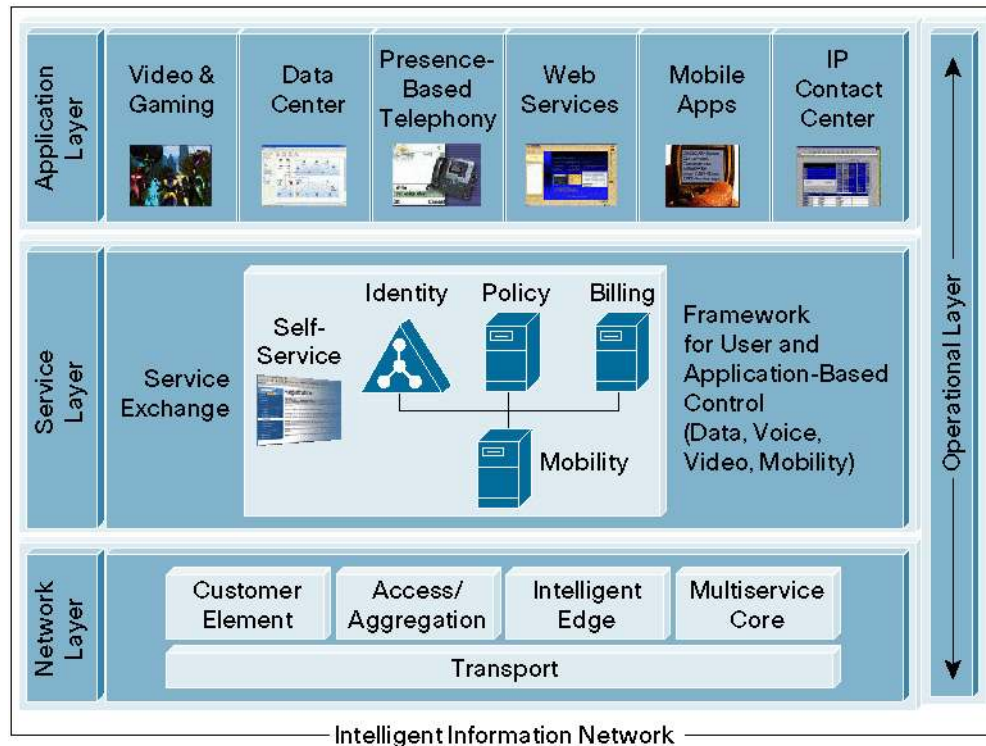 Application
Layer
Video &
Gaming
Data
Center
Presence-
Based
Telephony
Web
Services
Mobile
Apps
IP
Contact
Center
Service
Layer
Service
Exchange
Self-
Service
Identity
Policy
Billing
Mobility
Framework
for User and
Application-Based
Control
(Data, Voice,
Video, Mobility)
Network
Layer
Customer
Element
Access/
Aggregation
Intelligent
Edge
Multiservice
Core
Transport
Operational Layer
Intelligent Information Network